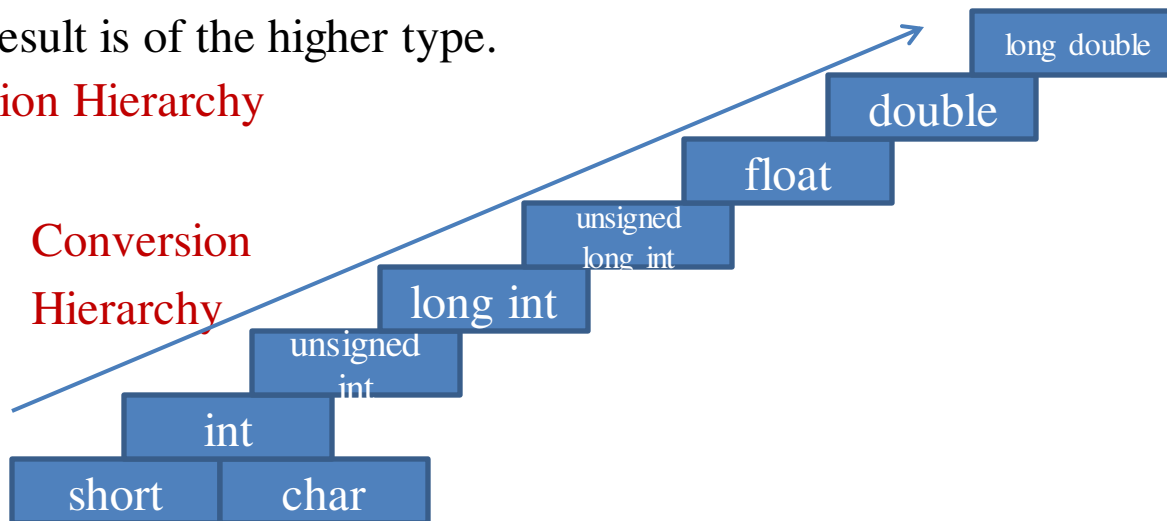 esult is of the higher type.
ion Hierarchy
Conversion
Hierarchy
long double
double
float
unsigned
long int
long int
unsigned
int
int
short
char